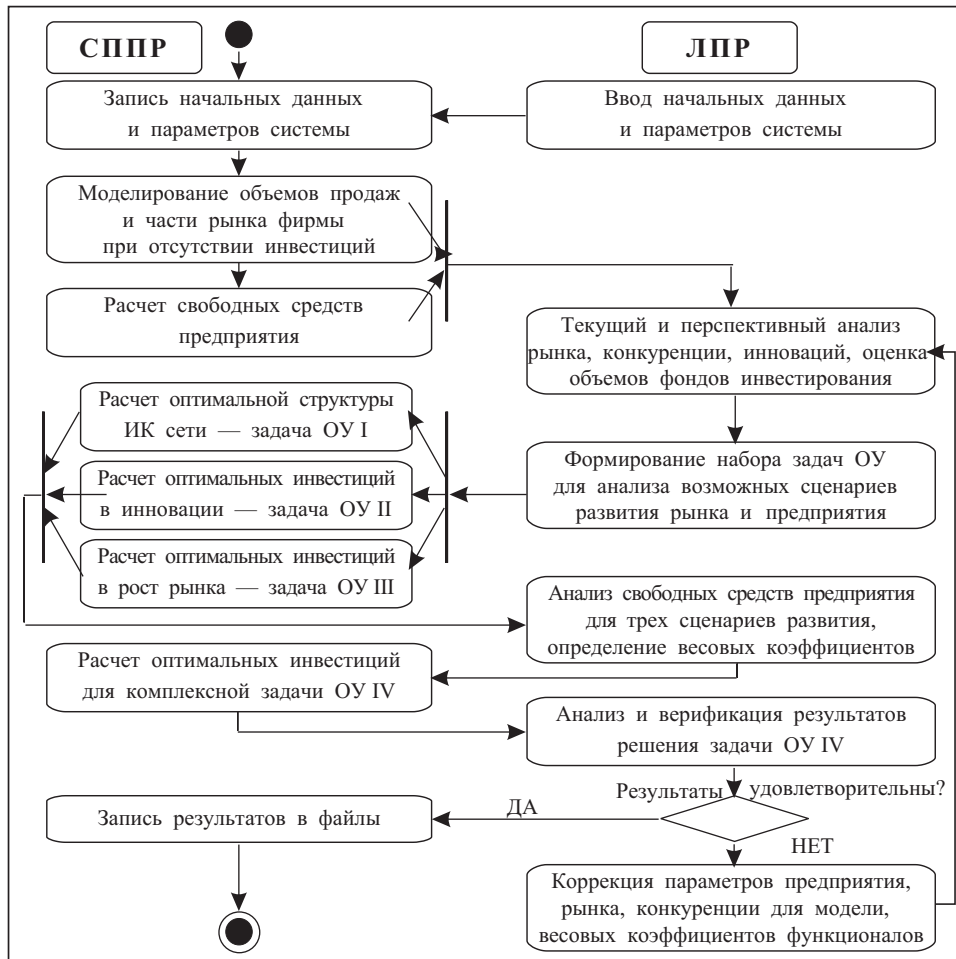 СППР
ЛПР
Запись начальных данных
и параметров системы
Ввод начальных данных
и параметров системы
Моделирование объемов продаж
и части рынка фирмы
при отсутствии инвестиций
Расчет свободных средств
предприятия
Текущий и перспективный анализ
рынка, конкуренции, инноваций, оценка
объемов фондов инвестирования
Расчет оптимальной структуры
ИК сети — задача ОУ I
Расчет оптимальных инвестиций
в инновации — задача ОУ II
Расчет оптимальных инвестиций
в рост рынка — задача ОУ III
Формирование набора задач ОУ
для анализа возможных сценариев
развития рынка и предприятия
Анализ свободных средств предприятия
для трех сценариев развития,
определение весовых коэффициентов
Расчет оптимальных инвестиций
для комплексной задачи ОУ IV
Анализ и верификация результатов
решения задачи ОУ IV
Результаты удовлетворительны?
ДА
Запись результатов в файлы
НЕТ
Коррекция параметров предприятия,
рынка, конкуренции для модели,
весовых коэффициентов функционалов